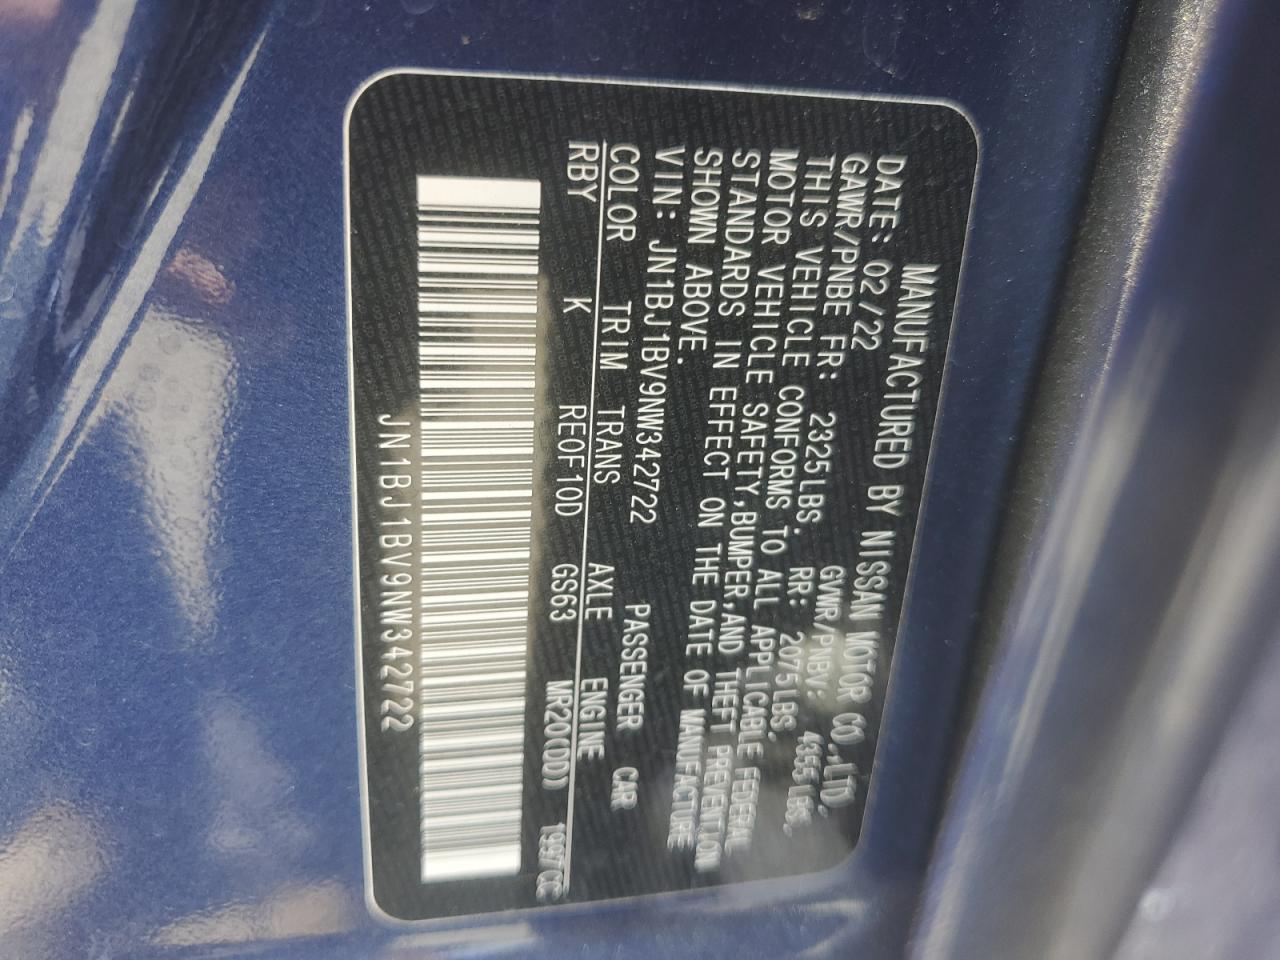 MANUFACTURED BY NISSAN MOTOR CO.,LTD.
DATE: 02/22
GVWR/PNBV: 4355LBS.
GAWR/PNBE FR: 2325LBS. RR: 2075LBS.
THIS VEHICLE CONFORMS TO ALL APPLICABLE FEDERAL
MOTOR VEHICLE SAFETY,BUMPER,AND THEFT PREVENTION
STANDARDS IN EFFECT ON THE DATE OF MANUFACTURE
SHOWN ABOVE.
VIN: JN1BJ1BV9NW342722 PASSENGER CAR
COLOR TRIM TRANS AXLE ENGINE
RBY K RE0F10D GS63 MR20(DD) 1997CC
JN1BJ1BV9NW342722